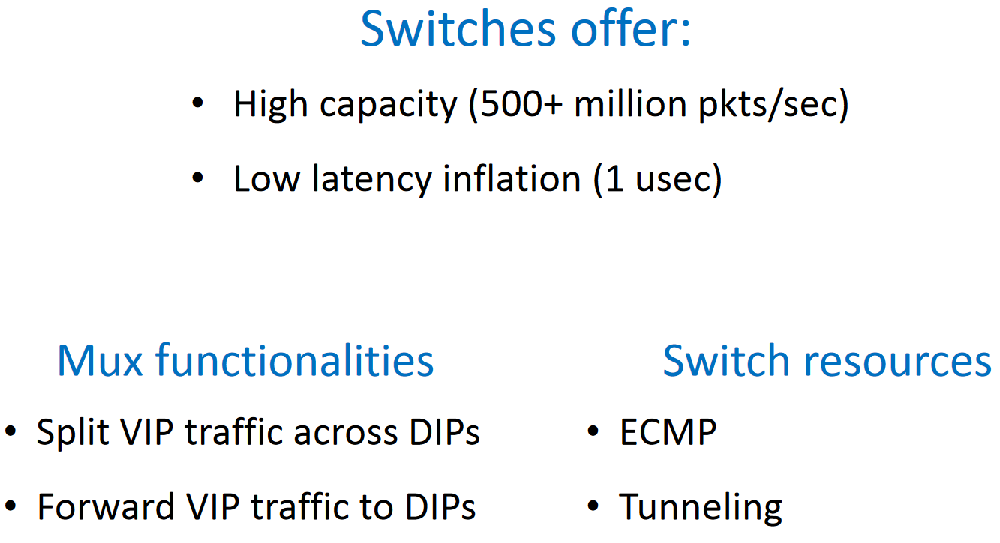 Switches offer:
• High capacity (500+ million pkts/sec)
• Low latency inflation (1 usec)
Mux functionalities
• Split VIP traffic across DIPs
• Forward VIP traffic to DIPs
Switch resources
• ECMP
• Tunneling